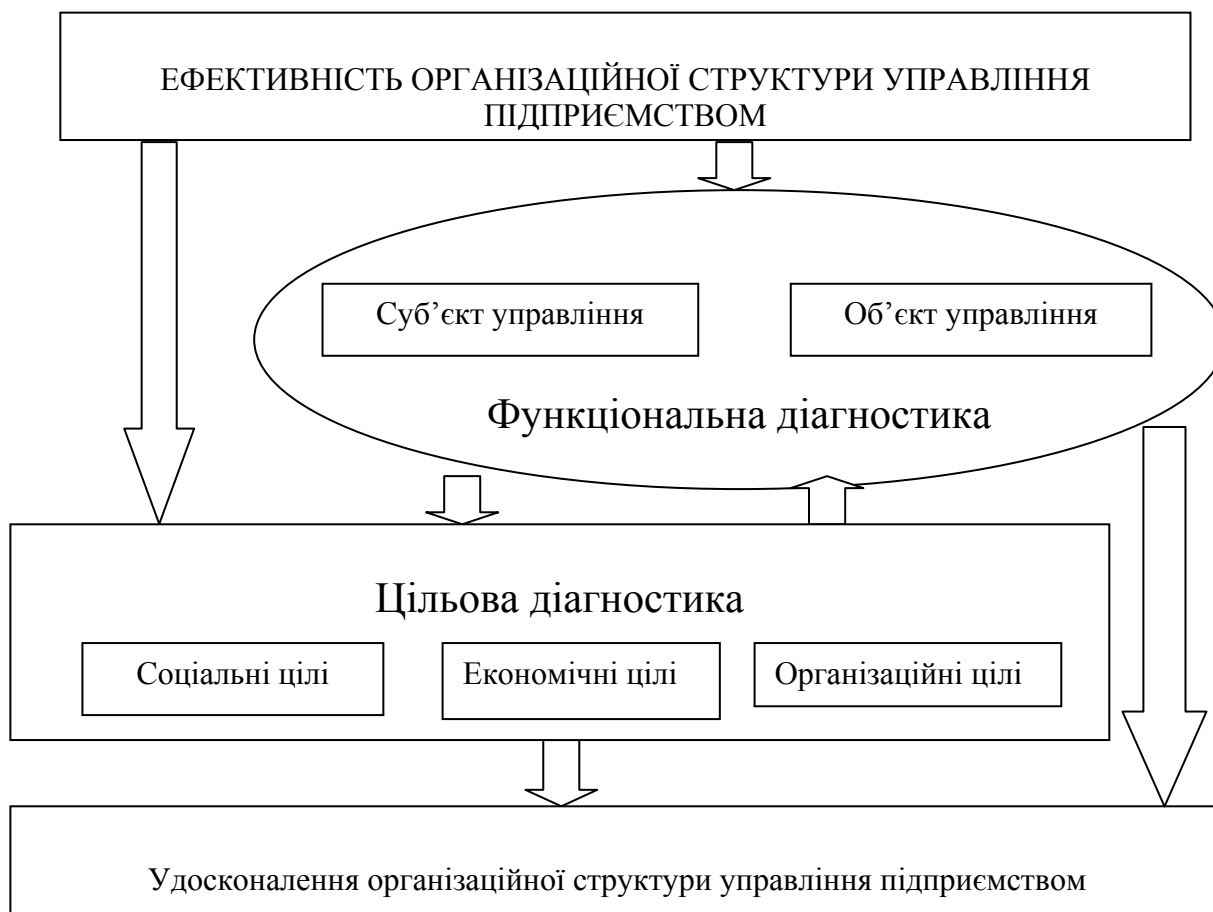 ЕФЕКТИВНІСТЬ ОРГАНІЗАЦІЙНОЇ СТРУКТУРИ УПРАВЛІННЯ
ПІДПРИЄМСТВОМ
Суб’єкт управління
Об’єкт управління
Функціональна діагностика
Цільова діагностика
Соціальні цілі
Економічні цілі
Організаційні цілі
Удосконалення організаційної структури управління підприємством